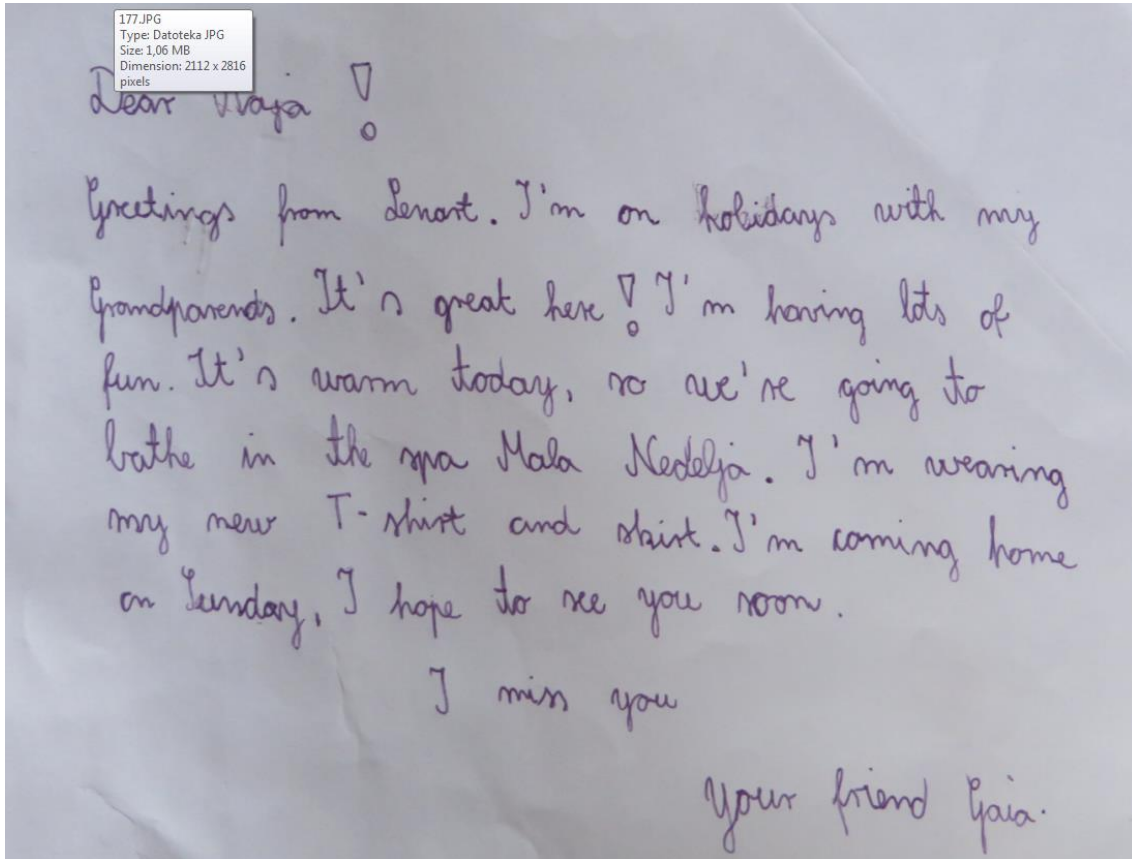 177.JPG
Type: Datoteka JPG
Size: 1,06 MB
Dimension: 2112 x 2816
pixels
Dear !
Greetings from Lenart. I'm on holidays with my
Grandparends. It's great here! I'm having lots of
fun. It's warm today, so we're going to
bathe in the spa Mala Nedelja. I'm wearing
my new T-shirt and skirt. I'm coming home
on Sunday, I hope to see you soon.
I miss you
Your friend Gaia.